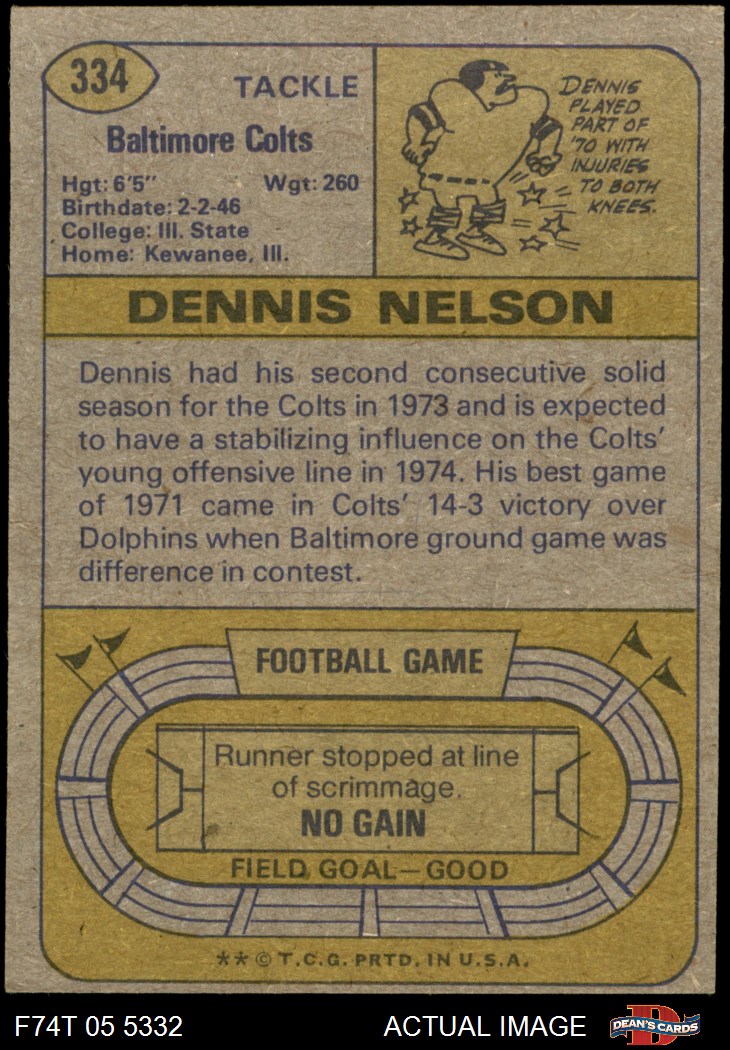 334
TACKLE
Baltimore Colts
Hgt: 6'5" Wgt: 260
Birthdate: 2-2-46
College: Ill. State
Home: Kewanee, Ill.
DENNIS
PLAYED
PART OF
'70 WITH
INJURIES
TO BOTH
KNEES.
DENNIS NELSON
Dennis had his second consecutive solid
season for the Colts in 1973 and is expected
to have a stabilizing influence on the Colts'
young offensive line in 1974. His best game
of 1971 came in Colts' 14-3 victory over
Dolphins when Baltimore ground game was
difference in contest.
FOOTBALL GAME
Runner stopped at line
of scrimmage.
NO GAIN
FIELD GOAL—GOOD
** © T.C.G. PRTD. IN U.S.A.
F74T 05 5332 ACTUAL IMAGE
D
DEAN'S CARDS